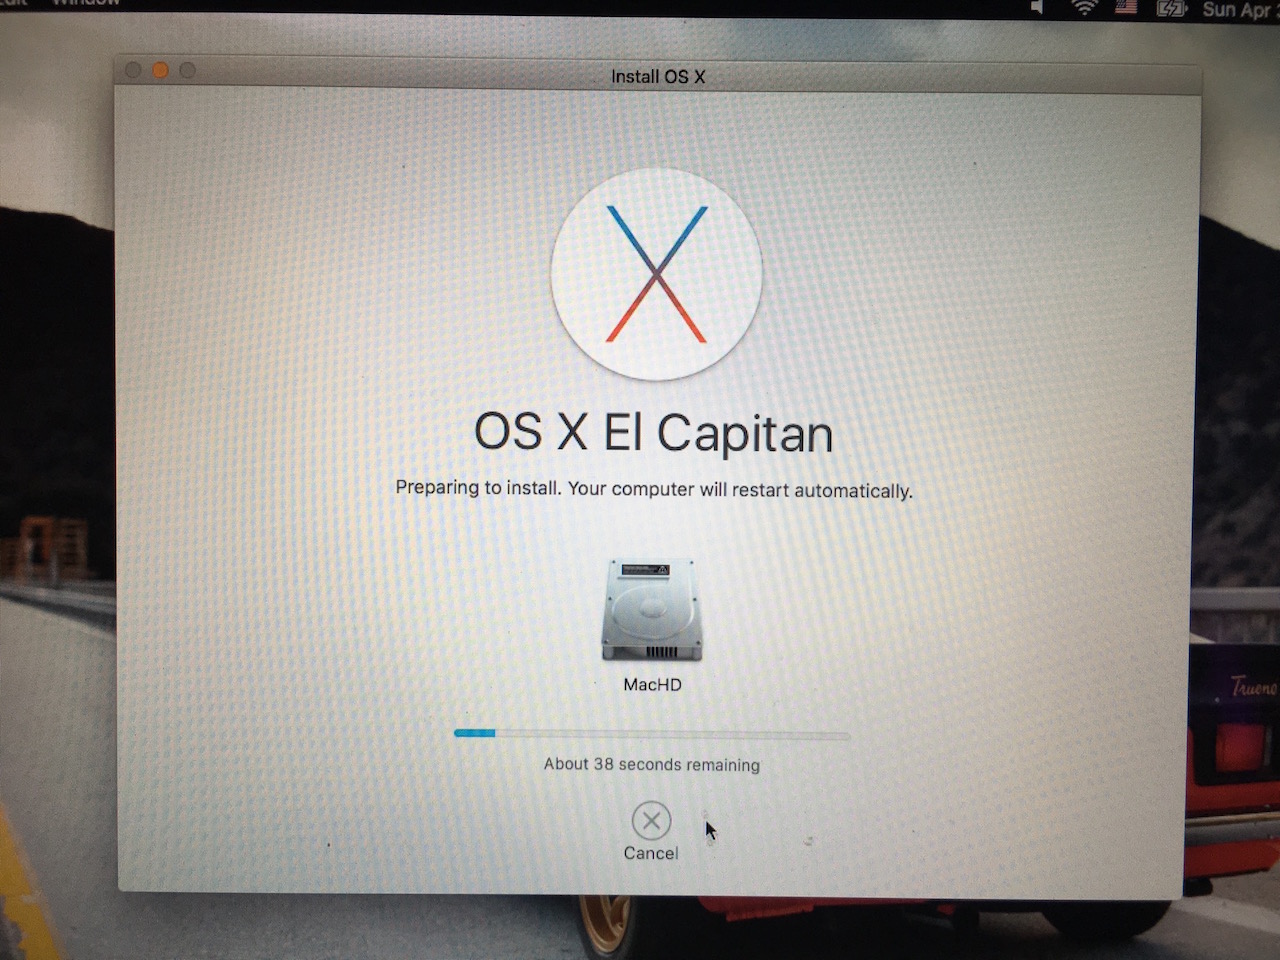 Window
Sun Apr
Install OS X
OS X El Capitan
Preparing to install. Your computer will restart automatically.
MacHD
About 38 seconds remaining
Cancel
Trueno